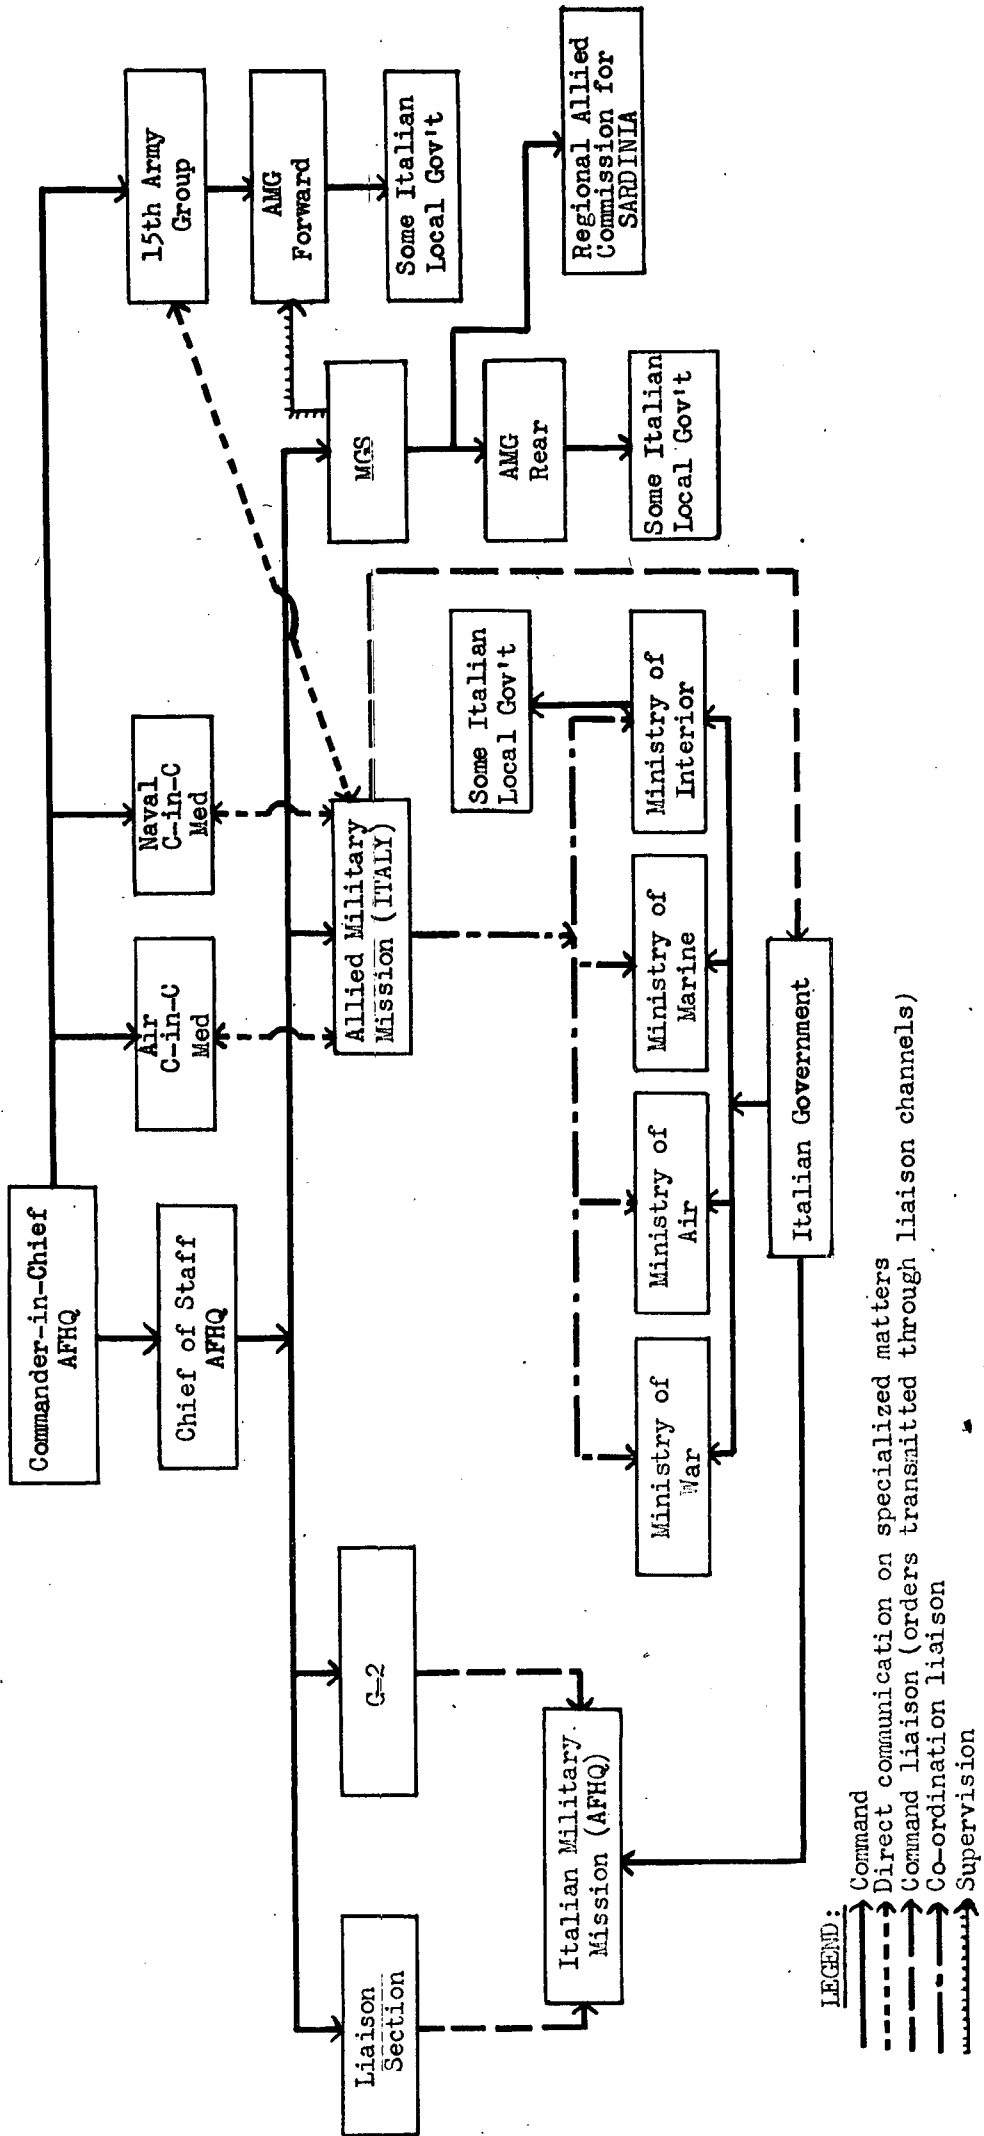 Commander-in-Chief
AFHQ
Chief of Staff
AFHQ
Air
C-in-C
Med
Naval
C-in-C
Med
15th Army
Group
AMG
Forward
Some Italian
Local Gov't
Liaison
Section
G-2
Allied Military
Mission (ITALY)
MGS
AMG
Rear
Some Italian
Local Gov't
Regional Allied
Commission for
SARDINIA
Some Italian
Local Gov't
Italian Military
Mission (AFHQ)
Ministry of
War
Ministry of
Air
Ministry of
Marine
Ministry of
Interior
Italian Government
LEGEND:
Command
Direct communication on specialized matters
Command liaison (orders transmitted through liaison channels)
Co-ordination liaison
Supervision